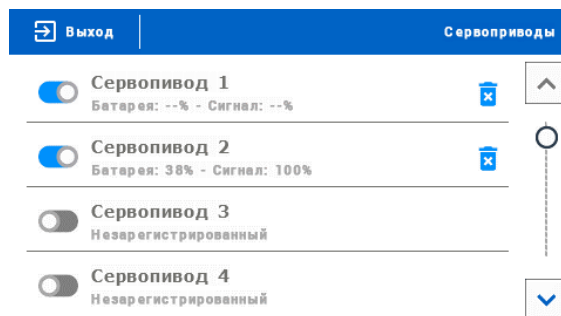 Выход
Сервоприводы
Сервопивод 1
Батарея: --% - Сигнал: --%
Сервопивод 2
Батарея: 38% - Сигнал: 100%
Сервопивод 3
Незарегистрированный
Сервопивод 4
Незарегистрированный